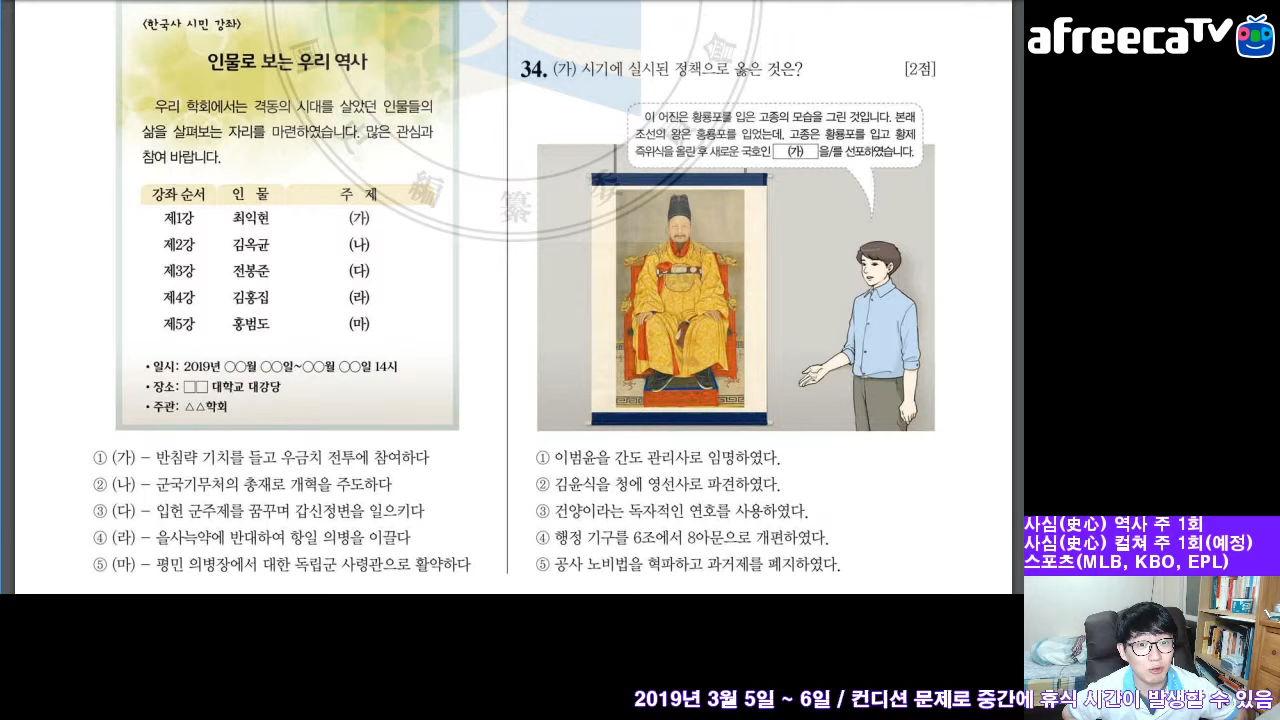 <한국사 시민 강좌>
인물로 보는 우리 역사
우리 학회에서는 격동의 시대를 살았던 인물들의
삶을 살펴보는 자리를 마련하였습니다. 많은 관심과
참여 바랍니다.
강좌 순서 인 물 주 제
제1강 최익현 (가)
제2강 김옥균 (나)
제3강 전봉준 (다)
제4강 김홍집 (라)
제5강 홍범도 (마)
• 일시: 2019년 ○○월 ○○일~○○월 ○○일 14시
• 장소: □□ 대학교 대강당
• 주관: △△학회
① (가) - 반침략 기치를 들고 우금치 전투에 참여하다
② (나) - 군국기무처의 총재로 개혁을 주도하다
③ (다) - 입헌 군주제를 꿈꾸며 갑신정변을 일으키다
④ (라) - 을사늑약에 반대하여 항일 의병을 이끌다
⑤ (마) - 평민 의병장에서 대한 독립군 사령관으로 활약하다
34. (가) 시기에 실시된 정책으로 옳은 것은? [2점]
이 어진은 황룡포를 입은 고종의 모습을 그린 것입니다. 본래
조선의 왕은 홍룡포를 입었는데, 고종은 황룡포를 입고 황제
즉위식을 올린 후 새로운 국호인 (가) 을/를 선포하였습니다.
① 이범윤을 간도 관리사로 임명하였다.
② 김윤식을 청에 영선사로 파견하였다.
③ 건양이라는 독자적인 연호를 사용하였다.
④ 행정 기구를 6조에서 8아문으로 개편하였다.
⑤ 공사 노비법을 혁파하고 과거제를 폐지하였다.
編
纂
afreecaTV
사심(史心) 역사 주 1회
사심(史心) 컬쳐 주 1회(예정)
스포츠(MLB, KBO, EPL)
2019년 3월 5일 ~ 6일 / 컨디션 문제로 중간에 휴식 시간이 발생할 수 있음